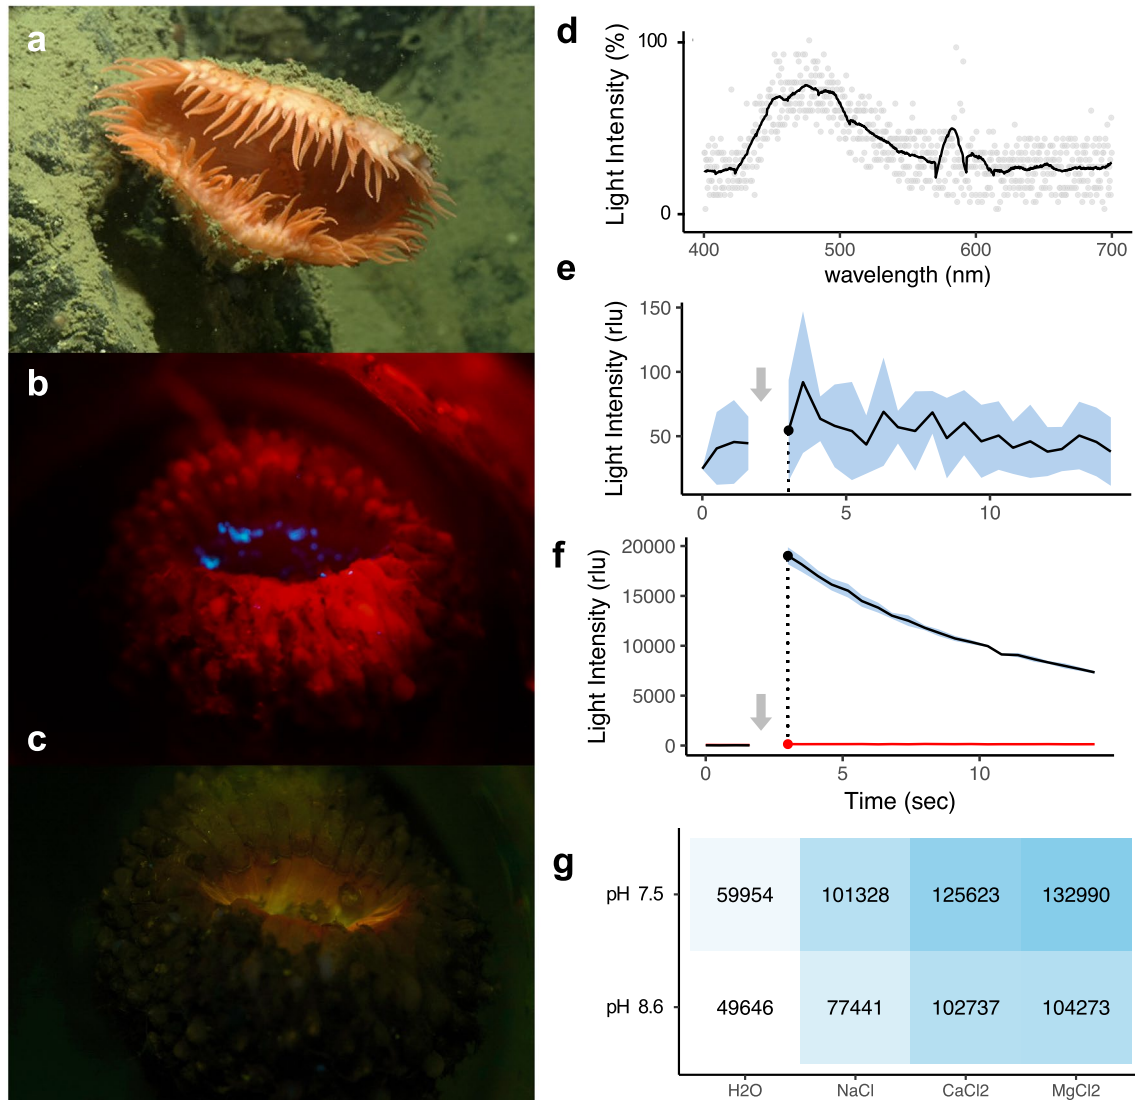 a
b
c
d
Light Intensity (%)
100
0
400 500 600 700
wavelength (nm)
e
Light Intensity (rlu)
150
100
50
0 5 10
f
Light Intensity (rlu)
20000
15000
10000
5000
0
0 5 10
Time (sec)
g
pH 7.5 59954 101328 125623 132990
pH 8.6 49646 77441 102737 104273
H2O NaCl CaCl2 MgCl2